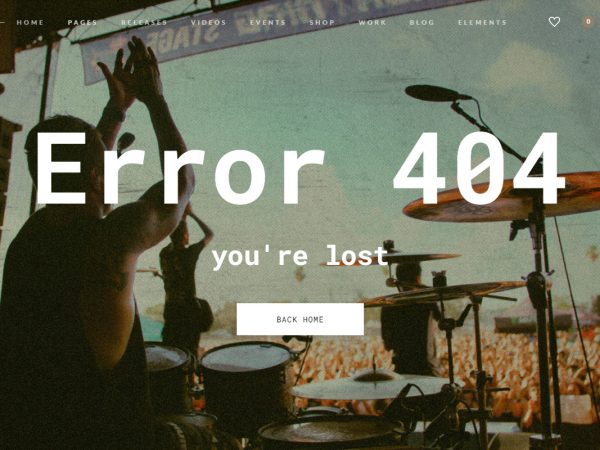 HOME PAGES RELEASES VIDEOS EVENTS SHOP WORK BLOG ELEMENTS 0
STAGE
Error 404
you're lost
BACK HOME